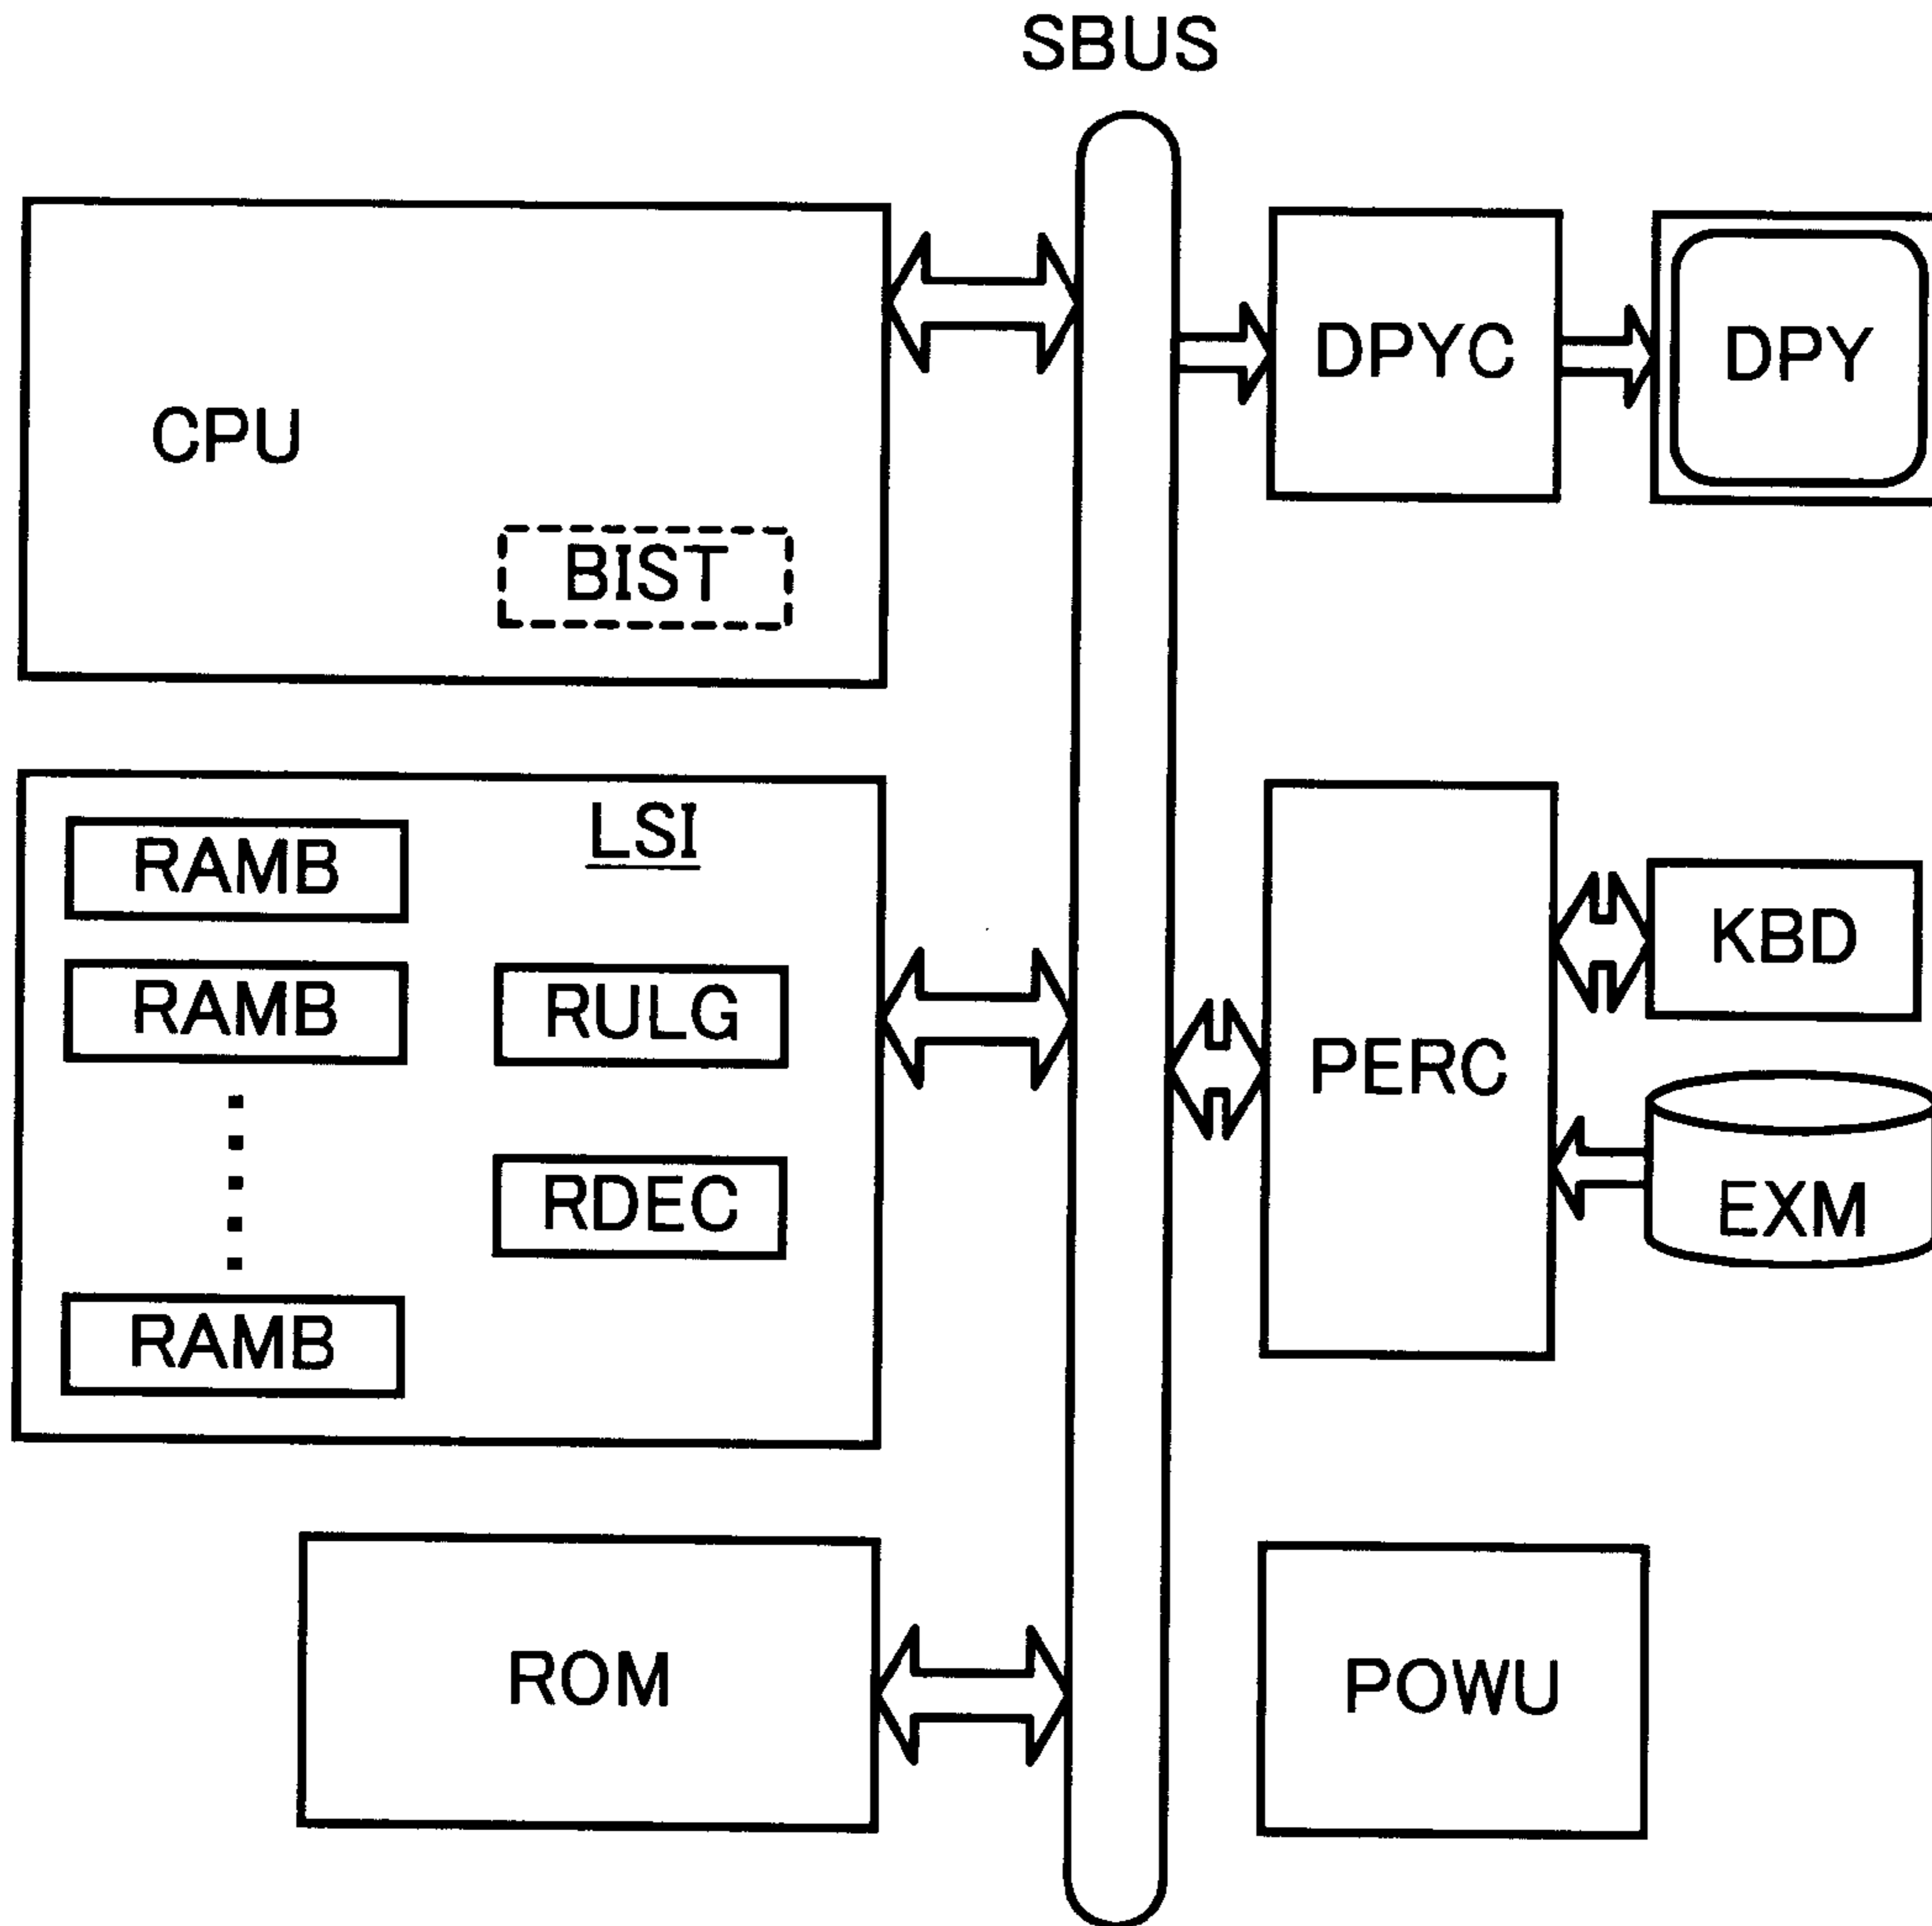 SBUS
CPU
BIST
DPYC
DPY
LSI
RAMB
RAMB
RULG
RDEC
RAMB
PERC
KBD
EXM
ROM
POWU